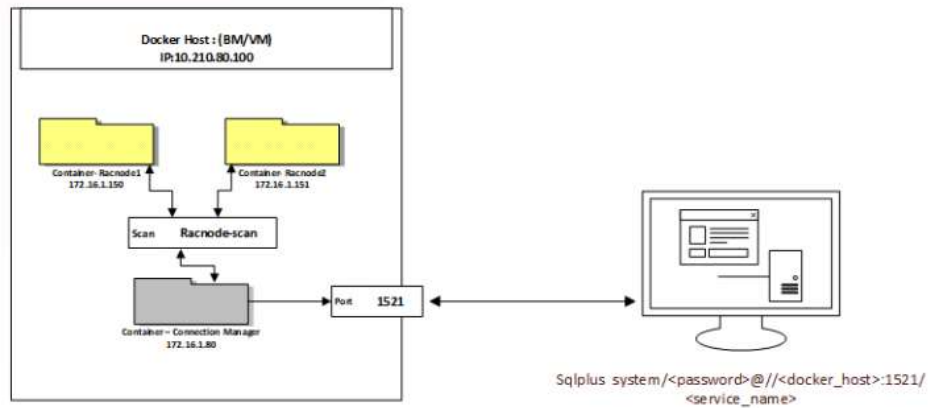 Docker Host : (BM/VM)
IP:10.210.80.100
Container- Racnode1
172.16.1.150
Container- Racnode2
172.16.1.151
Scan Racnode-scan
Container – Connection Manager
172.16.1.80
Port 1521
Sqlplus system/<password>@//<docker_host>:1521/
<service_name>